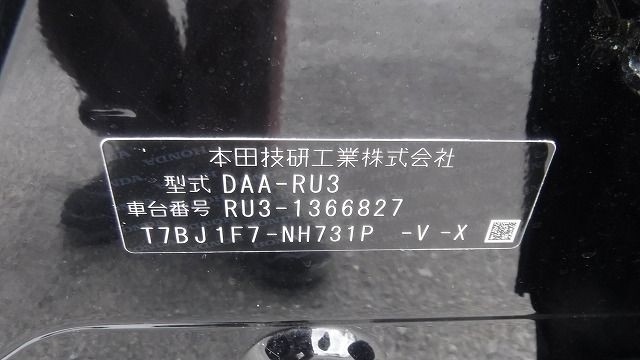 本田技研工業株式会社
型式 DAA-RU3
車台番号 RU3-1366827
T7BJ1F7-NH731P -V -X